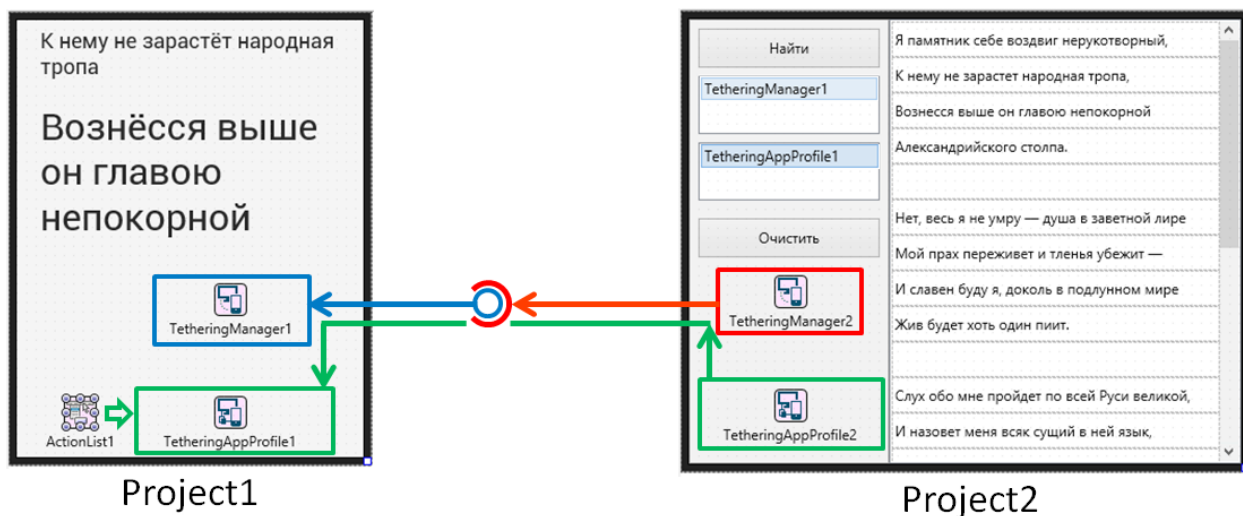 К нему не зарастёт народная
тропа
Вознёсся выше
он главою
непокорной
TetheringManager1
ActionList1
TetheringAppProfile1
Project1
Найти
TetheringManager1
TetheringAppProfile1
Очистить
TetheringManager2
TetheringAppProfile2
Я памятник себе воздвиг нерукотворный,
К нему не зарастет народная тропа,
Вознесся выше он главою непокорной
Александрийского столпа.
Нет, весь я не умру — душа в заветной лире
Мой прах переживет и тленья убежит —
И славен буду я, доколь в подлунном мире
Жив будет хоть один пиит.
Слух обо мне пройдет по всей Руси великой,
И назовет меня всяк сущий в ней язык,
Project2